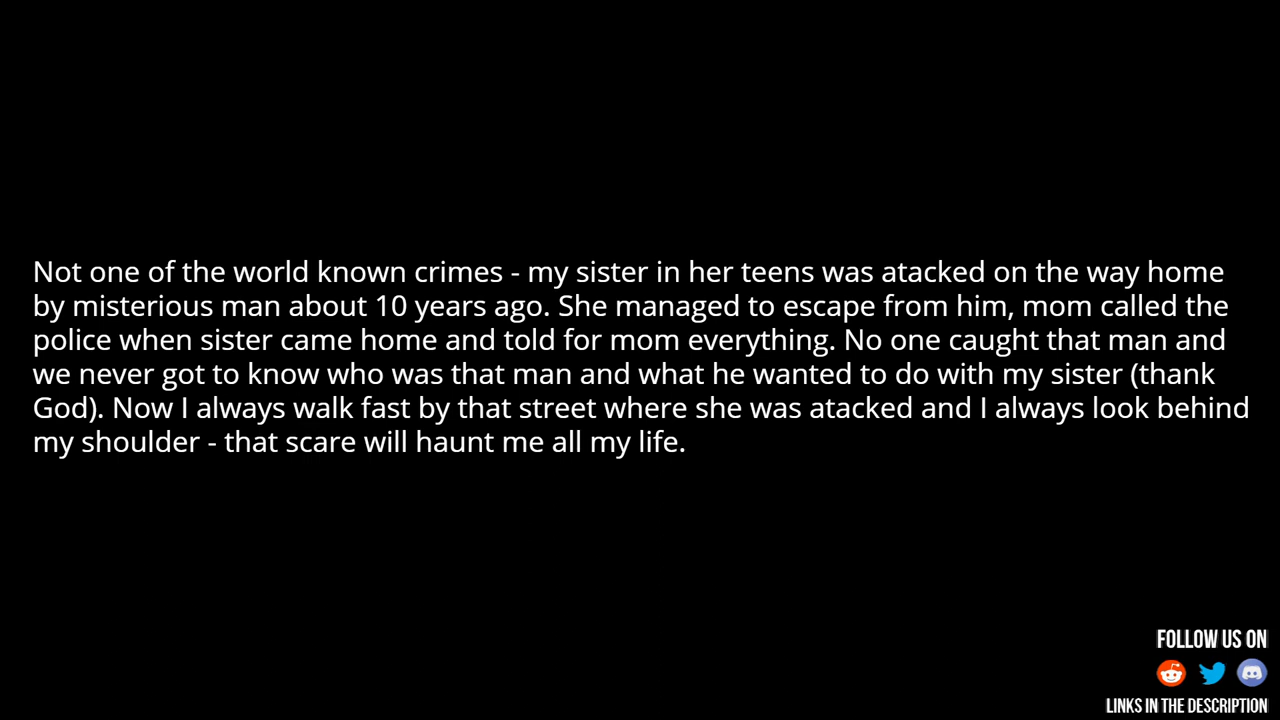 Not one of the world known crimes - my sister in her teens was atacked on the way home
by misterious man about 10 years ago. She managed to escape from him, mom called the
police when sister came home and told for mom everything. No one caught that man and
we never got to know who was that man and what he wanted to do with my sister (thank
God). Now I always walk fast by that street where she was atacked and I always look behind
my shoulder - that scare will haunt me all my life.
FOLLOW US ON
LINKS IN THE DESCRIPTION